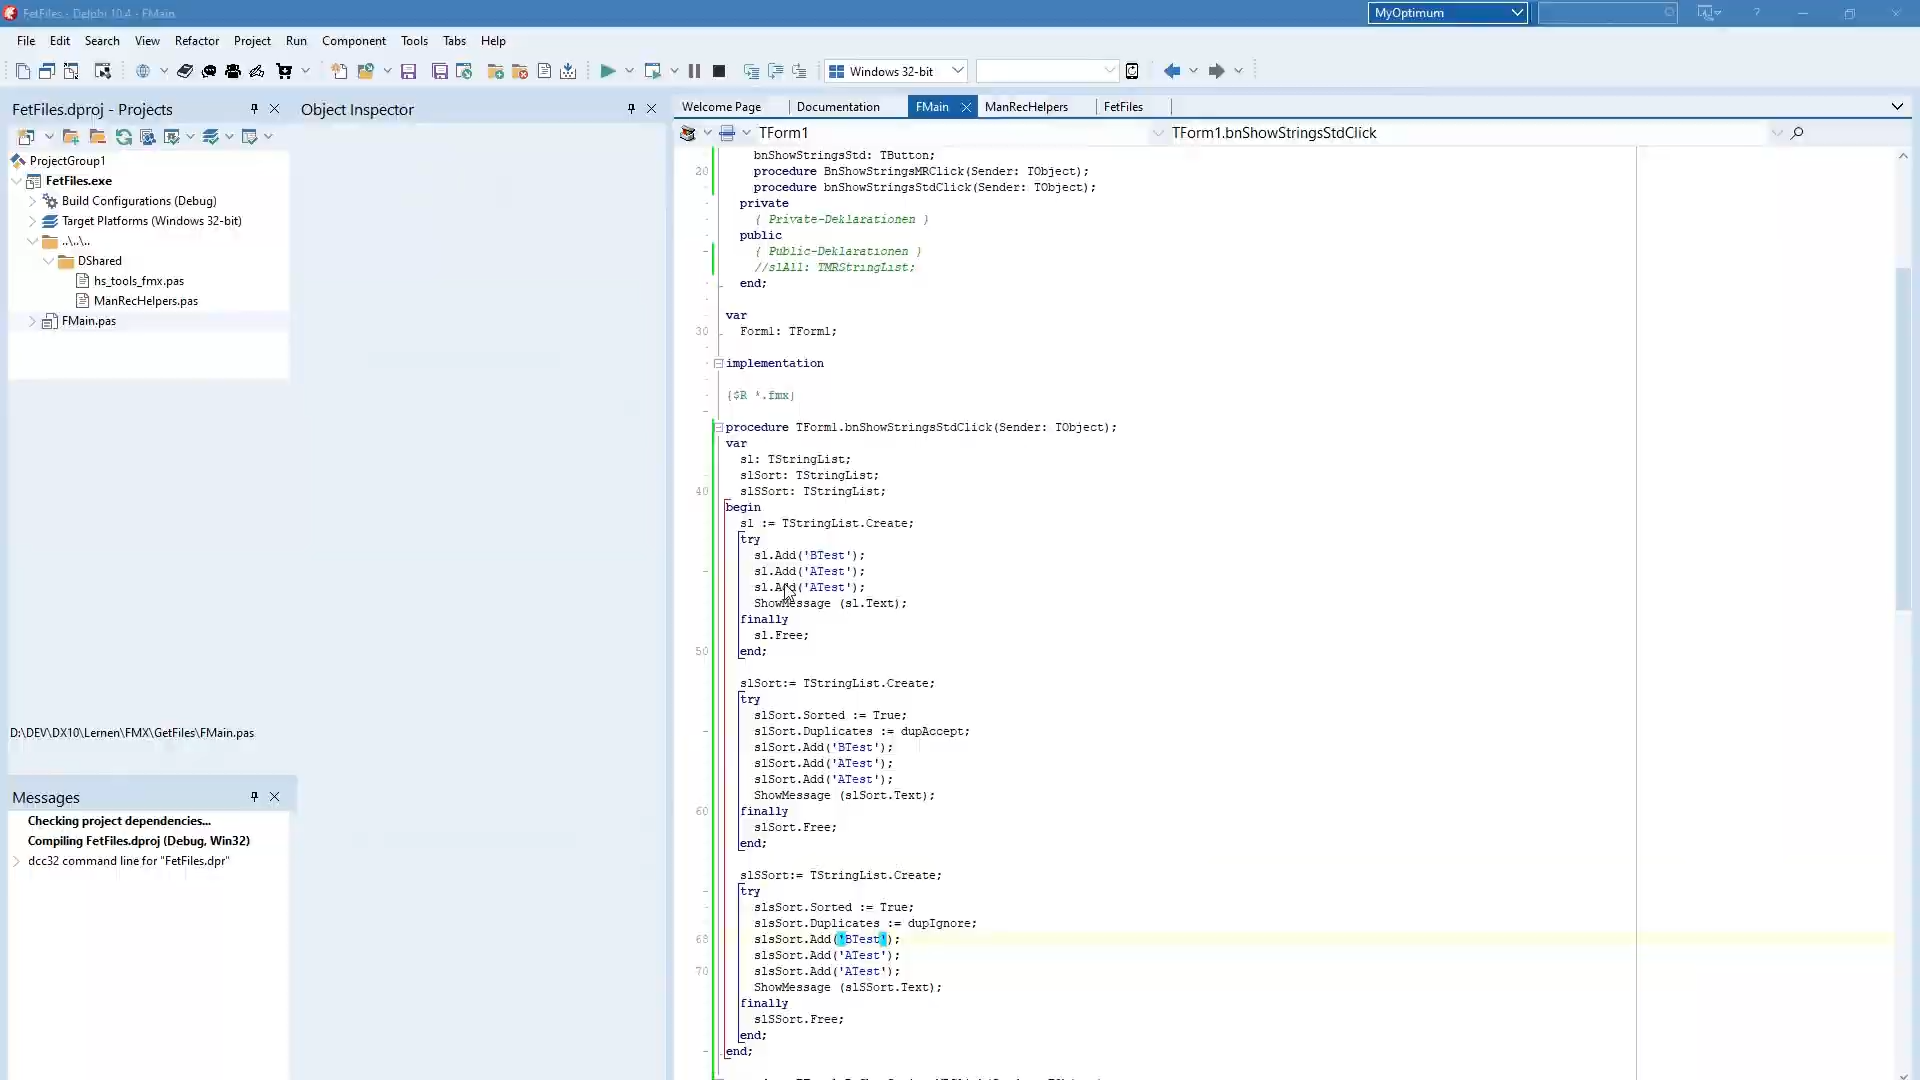 FetFiles - Delphi 10.4 - FMain
MyOptimum
File Edit Search View Refactor Project Run Component Tools Tabs Help
Windows 32-bit
FetFiles.dproj - Projects
Object Inspector
Welcome Page Documentation FMain ManRecHelpers FetFiles
TForm1 TForm1.bnShowStringsStdClick
ProjectGroup1
FetFiles.exe
Build Configurations (Debug)
Target Platforms (Windows 32-bit)
..\..\..
DShared
hs_tools_fmx.pas
ManRecHelpers.pas
FMain.pas
D:\DEV\DX10\Lernen\FMX\GetFiles\FMain.pas
Messages
Checking project dependencies...
Compiling FetFiles.dproj (Debug, Win32)
dcc32 command line for "FetFiles.dpr"
bnShowStringsStd: TButton;
20 procedure BnShowStringsMRClick(Sender: TObject);
procedure bnShowStringsStdClick(Sender: TObject);
private
{ Private-Deklarationen }
public
{ Public-Deklarationen }
//slAll: TMRStringList;
end;
var
30 Form1: TForm1;
implementation
{$R *.fmx}
procedure TForm1.bnShowStringsStdClick(Sender: TObject);
var
sl: TStringList;
slSort: TStringList;
40 slSSort: TStringList;
begin
sl := TStringList.Create;
try
sl.Add('BTest');
sl.Add('ATest');
sl.Add('ATest');
ShowMessage (sl.Text);
finally
sl.Free;
50 end;
slSort:= TStringList.Create;
try
slSort.Sorted := True;
slSort.Duplicates := dupAccept;
slSort.Add('BTest');
slSort.Add('ATest');
slSort.Add('ATest');
ShowMessage (slSort.Text);
60 finally
slSort.Free;
end;
slSSort:= TStringList.Create;
try
slsSort.Sorted := True;
slsSort.Duplicates := dupIgnore;
68 slsSort.Add('BTest');
slsSort.Add('ATest');
70 slsSort.Add('ATest');
ShowMessage (slSSort.Text);
finally
slSSort.Free;
end;
end;